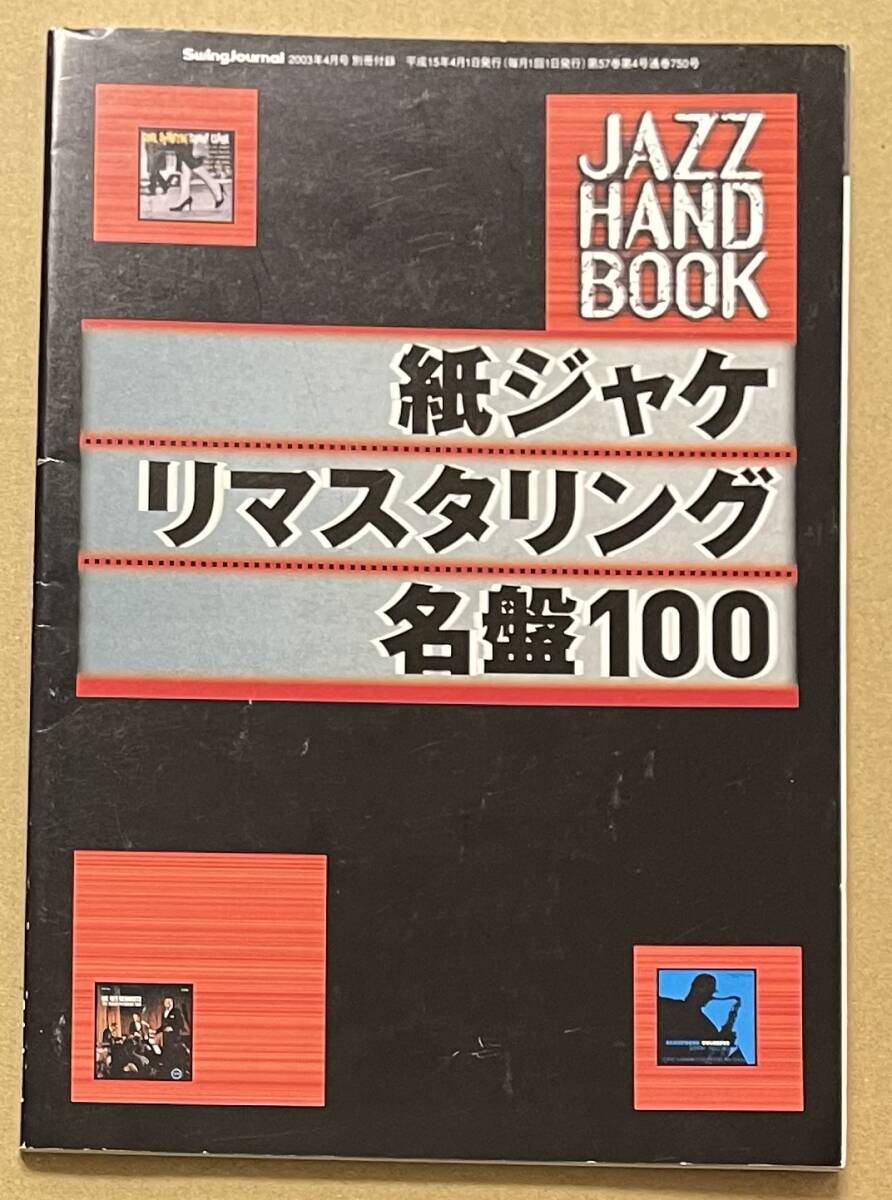 SwingJournal 2003年4月号 別冊付録 平成15年4月1日発行(毎月1回1日発行)第57巻第4号通巻750号
JAZZ
HAND
BOOK
紙ジャケ
リマスタリング
名盤100